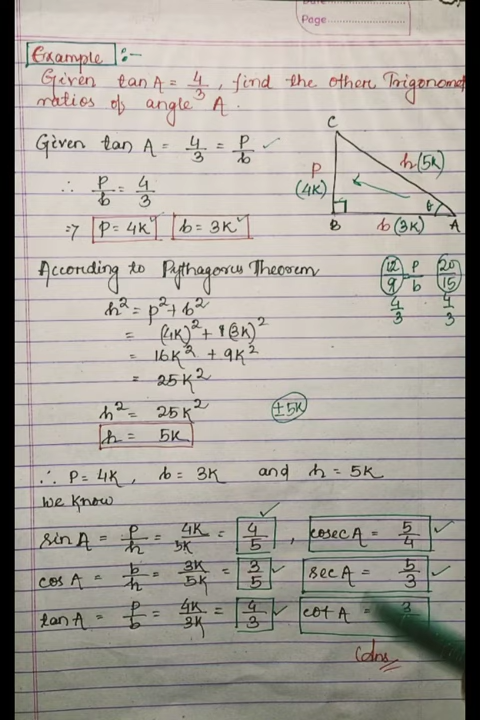 Page
Example :-
Given tan A = 4/3, find the other Trigonomet
ratios of angle A.
Given tan A = 4/3 = P/b ✓
∴ P/b = 4/3
⇒ P = 4K b = 3K
C
P
(4K)
h (5K)
B
b (3K)
A
According to Pythagorus Theorem
12/9 = P/b 20/15
4/3 4/3
h² = p² + b²
= (4K)² + (3K)²
= 16K² + 9K²
= 25K²
h² = 25K² ±5K
h = 5K
∴ P = 4K, b = 3K and h = 5K
We know
sin A = P/h = 4K/5K = 4/5 ✓, cosec A = 5/4 ✓
cos A = b/h = 3K/5K = 3/5 ✓ sec A = 5/3 ✓
tan A = P/b = 4K/3K = 4/3 ✓ cot A = 3